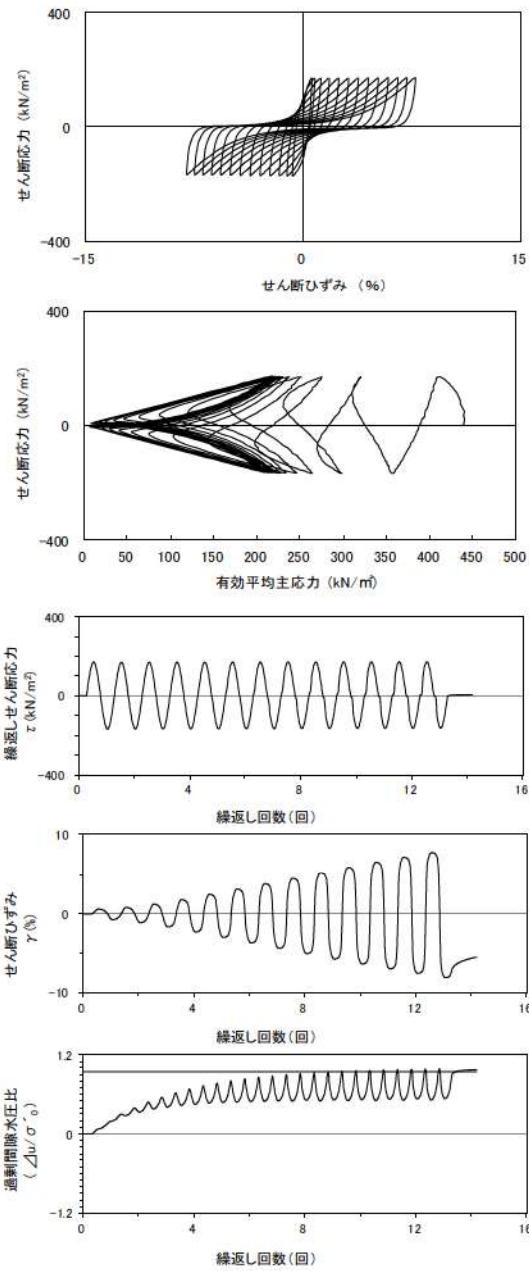 400
0
-400
せん断応力 (kN/m²)
-15
0
15
せん断ひずみ (%)
400
0
-400
せん断応力 (kN/m²)
0 50 100 150 200 250 300 350 400 450 500
有効平均主応力 (kN/㎡)
400
0
-400
繰返しせん断応力
τ (kN/m²)
0 4 8 12 16
繰返し回数(回)
10
0
-10
せん断ひずみ
γ(%)
0 4 8 12 16
繰返し回数(回)
1.2
0
-1.2
過剰間隙水圧比
(⊿u/σ´₀)
0 4 8 12 16
繰返し回数(回)